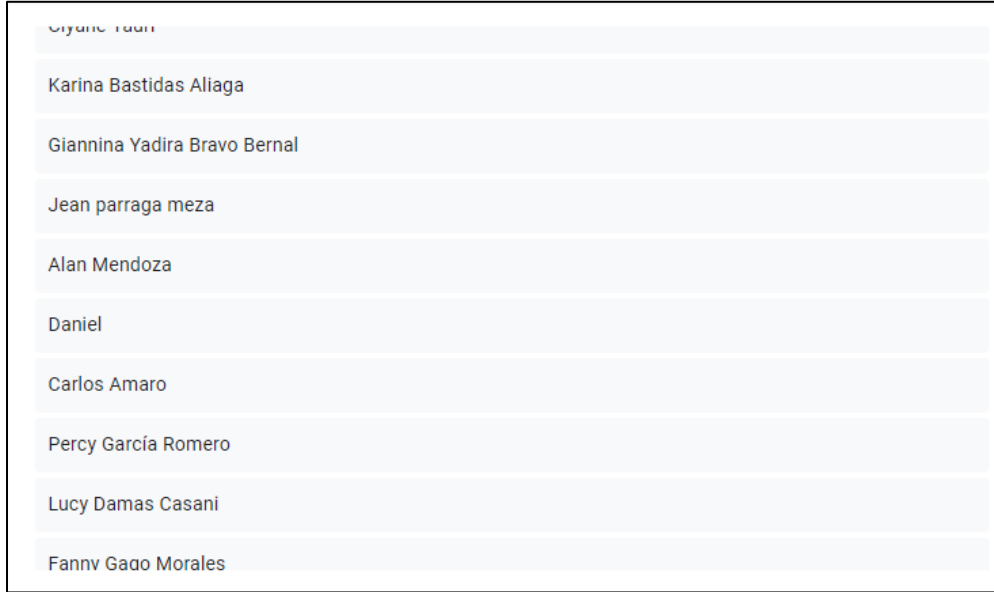 Karina Bastidas Aliaga
Giannina Yadira Bravo Bernal
Jean parraga meza
Alan Mendoza
Daniel
Carlos Amaro
Percy García Romero
Lucy Damas Casani
Fanny Gago Morales